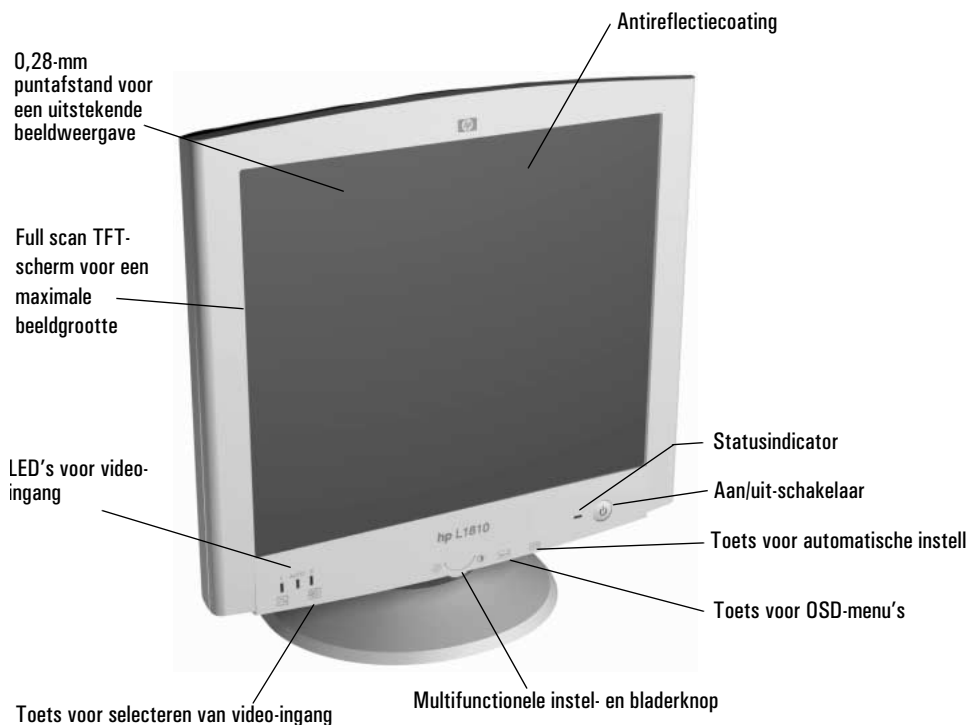 Antireflectiecoating
0,28-mm
puntafstand voor
een uitstekende
beeldweergave
hp
Full scan TFT-
scherm voor een
maximale
beeldgrootte
Statusindicator
LED's voor video-
ingang
Aan/uit-schakelaar
hp L1810
Toets voor automatische instell
Toets voor OSD-menu's
Multifunctionele instel- en bladerknop
Toets voor selecteren van video-ingang